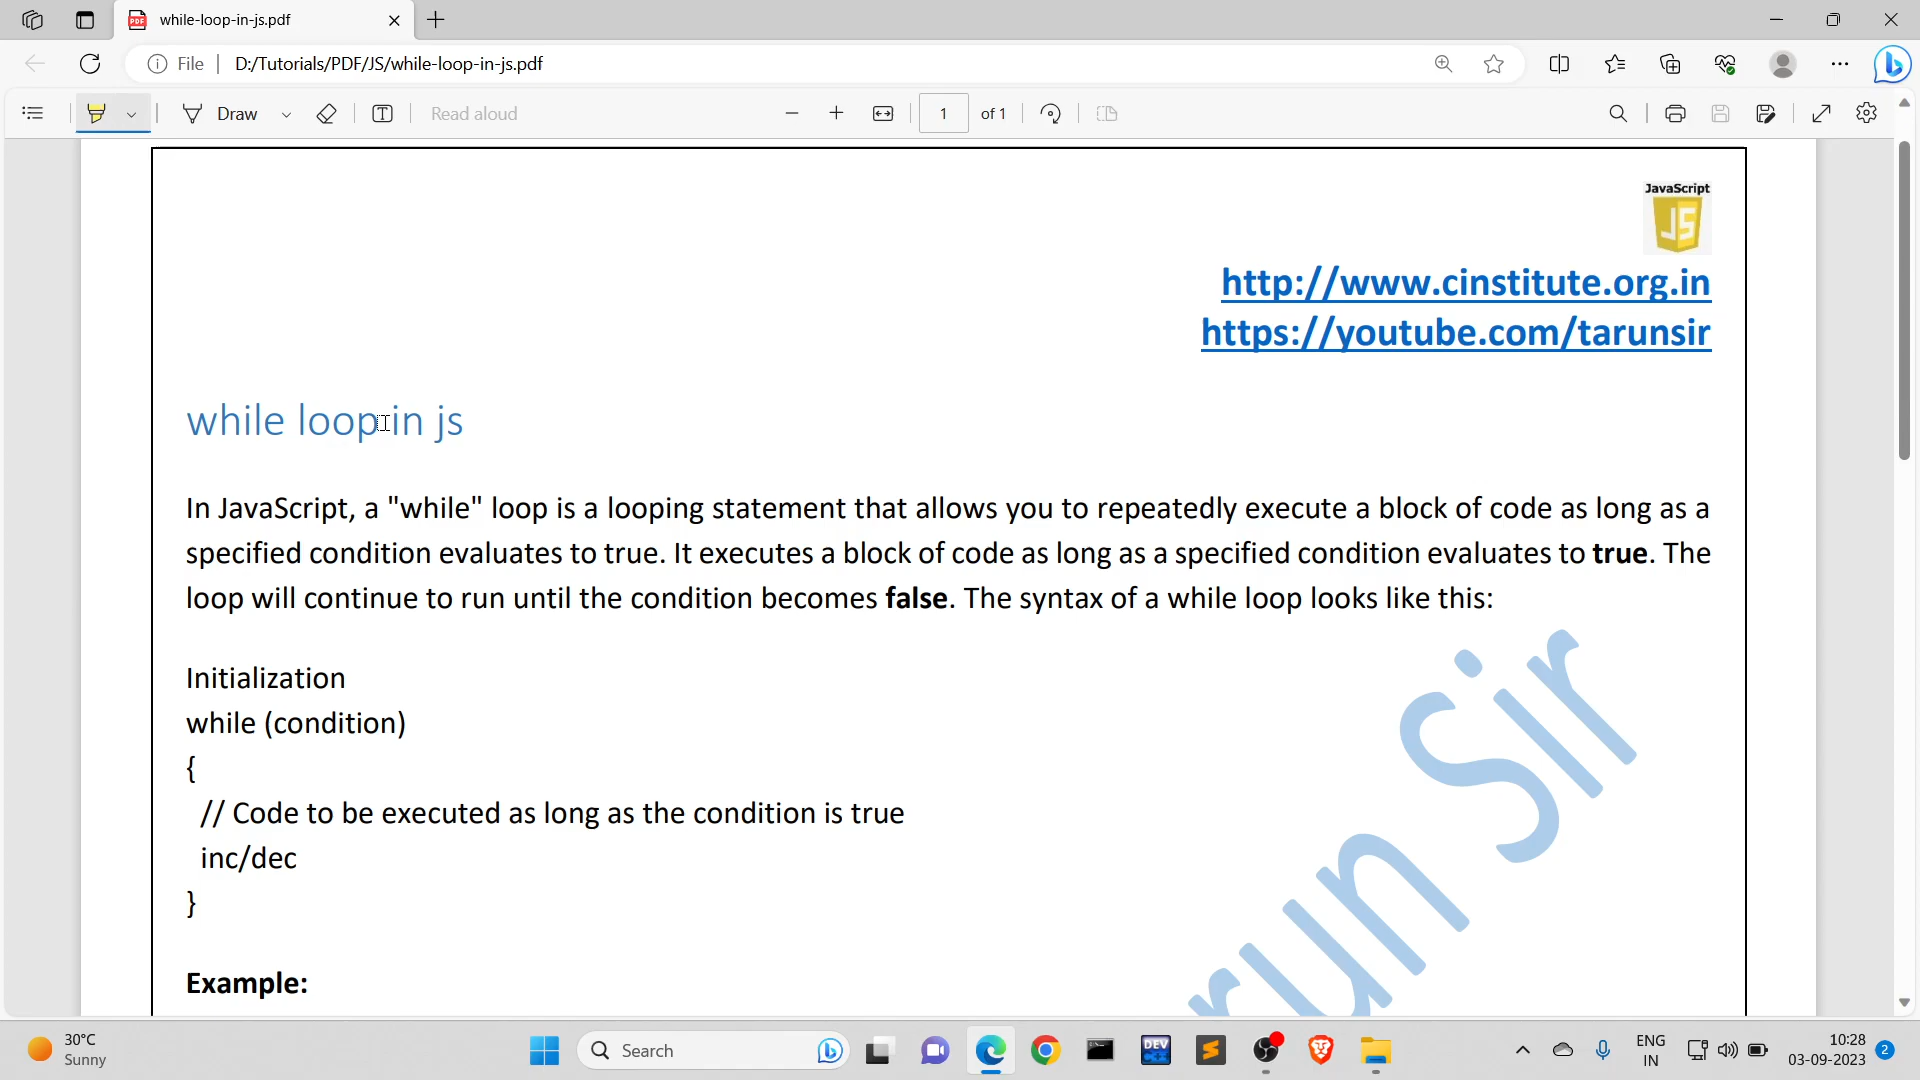 while-loop-in-js.pdf
File
D:/Tutorials/PDF/JS/while-loop-in-js.pdf
Draw
Read aloud
1
of 1
JavaScript
JS
http://www.cinstitute.org.in
https://youtube.com/tarunsir
while loop in js
In JavaScript, a "while" loop is a looping statement that allows you to repeatedly execute a block of code as long as a
specified condition evaluates to true. It executes a block of code as long as a specified condition evaluates to true. The
loop will continue to run until the condition becomes false. The syntax of a while loop looks like this:
Initialization
while (condition)
{
// Code to be executed as long as the condition is true
inc/dec
}
Example:
run Sir
30°C
Sunny
Search
DEV
ENG
IN
10:28
03-09-2023
2